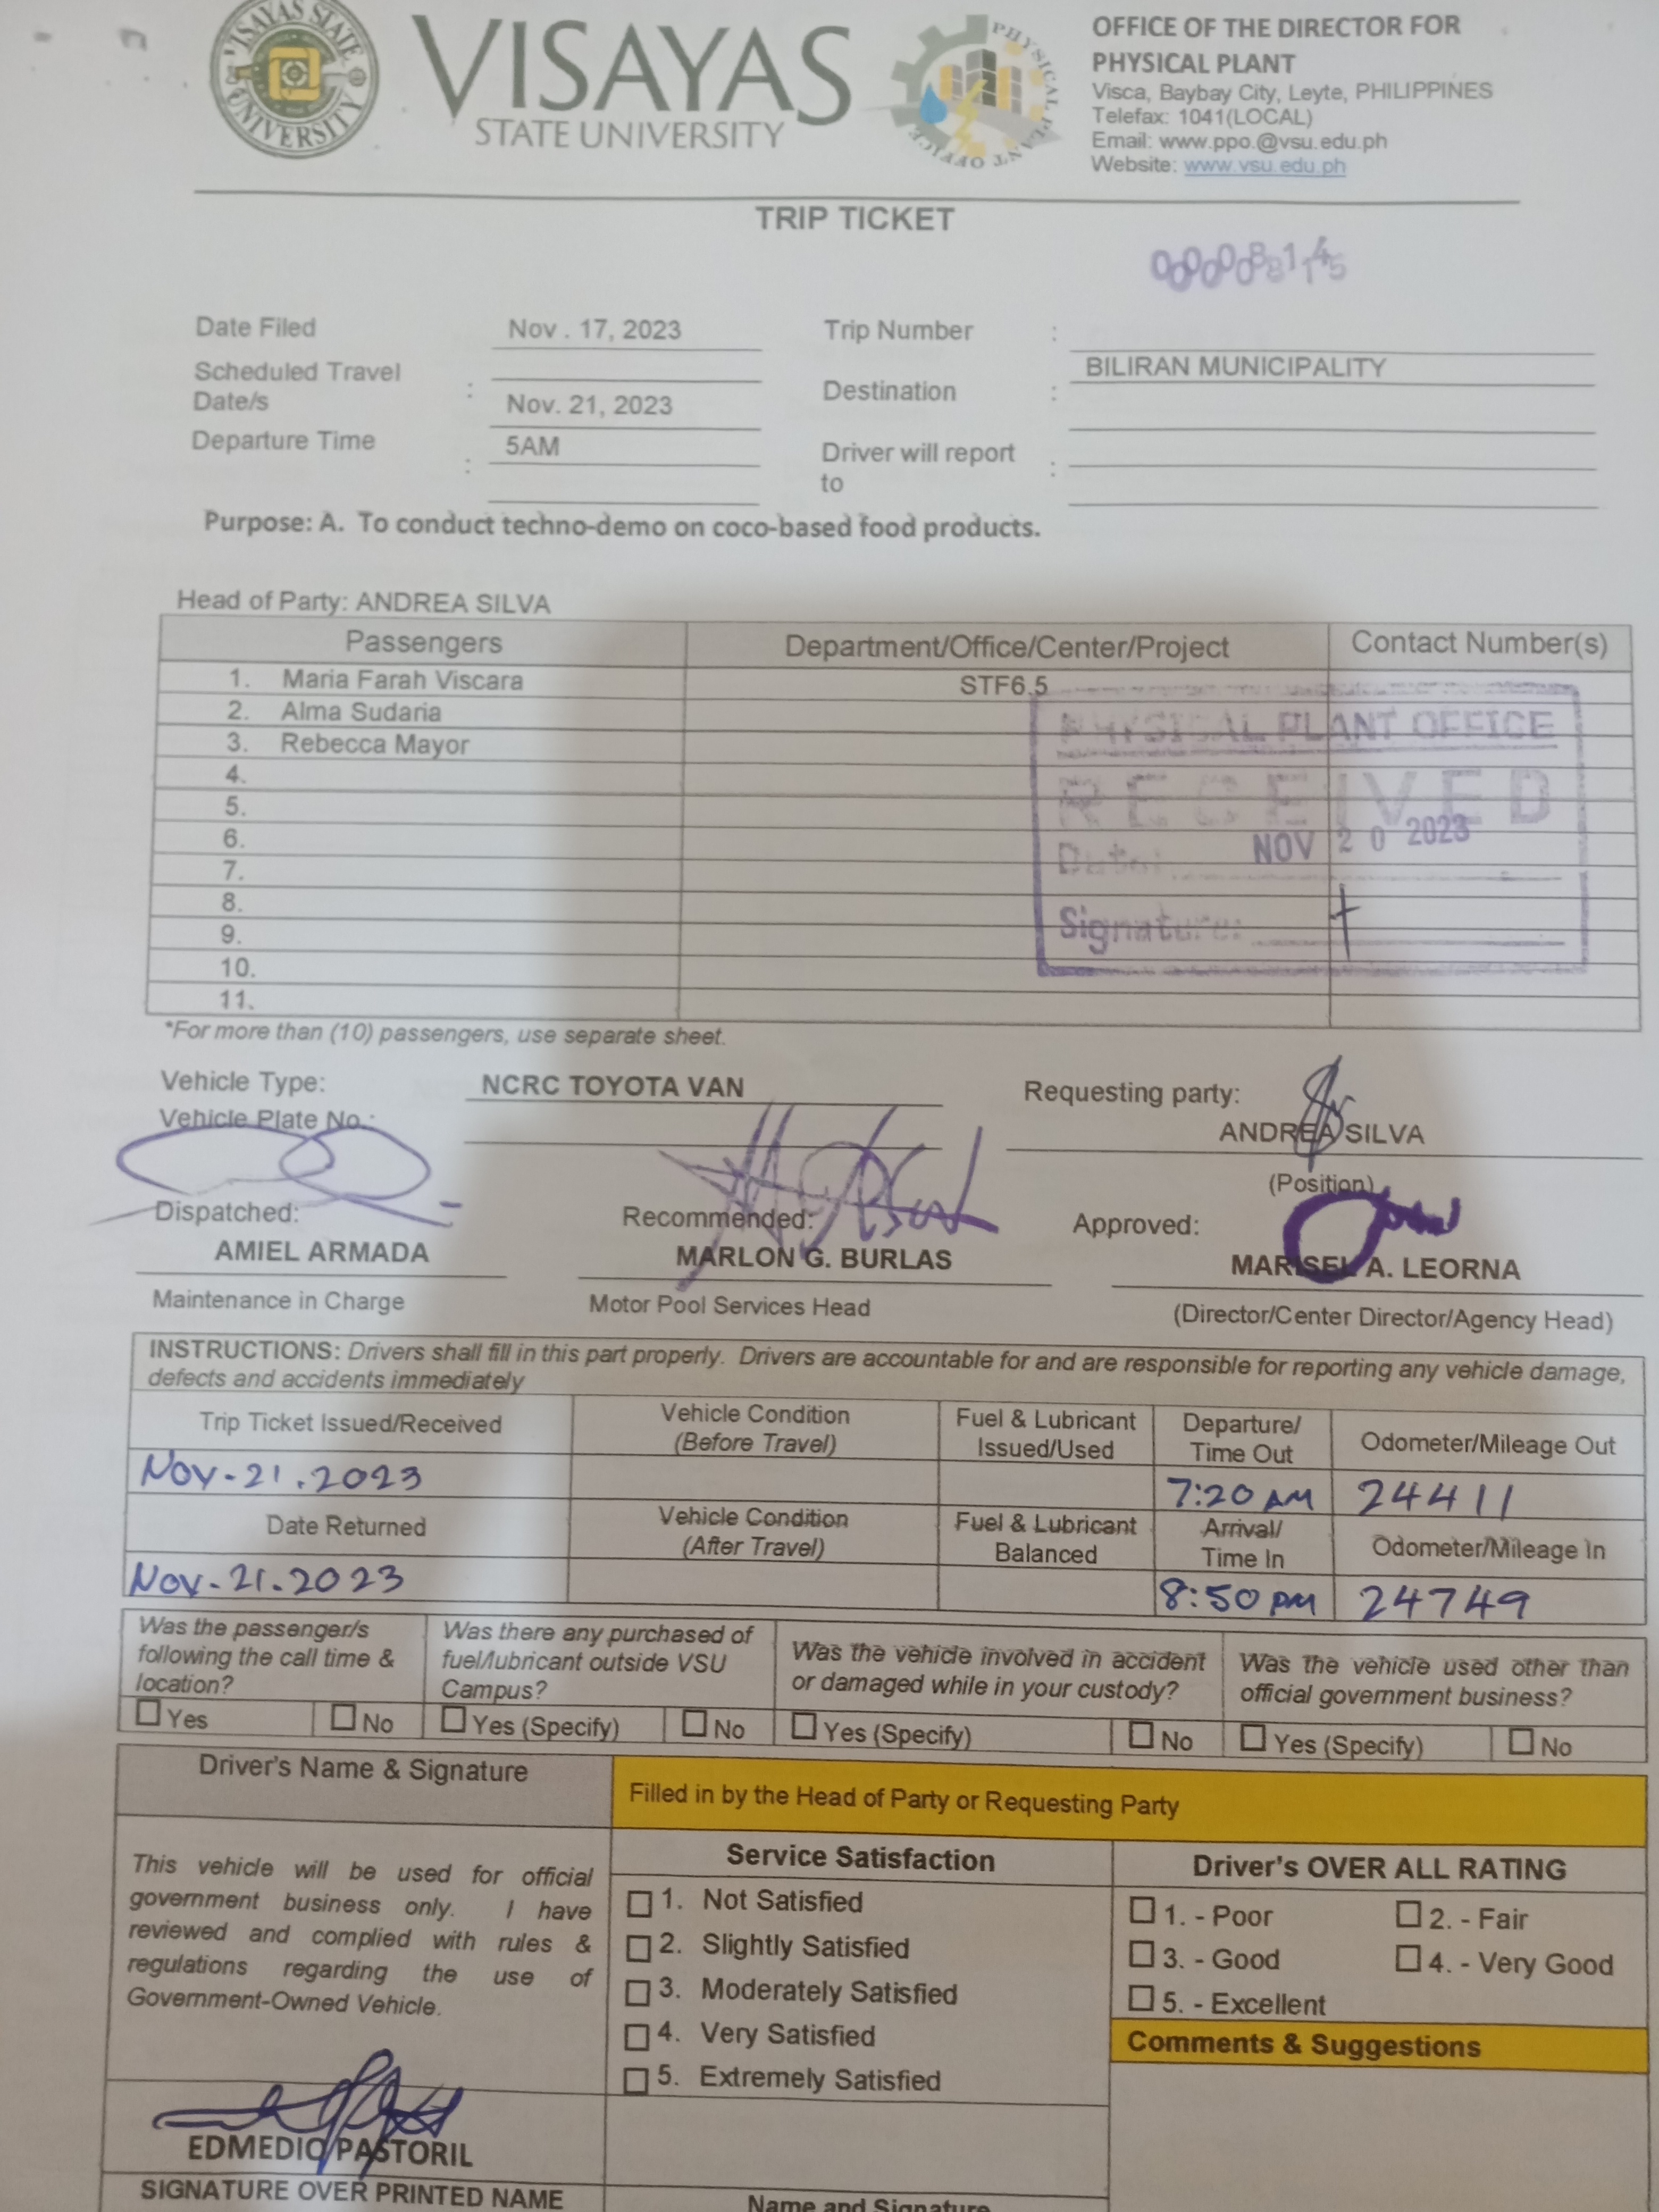 VISAYAS STATE UNIVERSITY
VISAYAS
STATE UNIVERSITY
PHYSICAL PLANT OFFICE
OFFICE OF THE DIRECTOR FOR
PHYSICAL PLANT
Visca, Baybay City, Leyte, PHILIPPINES
Telefax: 1041(LOCAL)
Email: www.ppo.@vsu.edu.ph
Website: www.vsu.edu.ph
TRIP TICKET
Date Filed Nov . 17, 2023 Trip Number :
Scheduled Travel Date/s : Nov. 21, 2023 Destination : BILIRAN MUNICIPALITY
Departure Time : 5AM Driver will report to :
Purpose: A. To conduct techno-demo on coco-based food products.
Head of Party: ANDREA SILVA
Passengers Department/Office/Center/Project Contact Number(s)
1. Maria Farah Viscara STF6.5
2. Alma Sudaria
3. Rebecca Mayor
4.
5.
6.
7.
8.
9.
10.
11.
PHYSICAL PLANT OFFICE
RECEIVED
Date: NOV 20 2023
Signature:
*For more than (10) passengers, use separate sheet.
Vehicle Type: NCRC TOYOTA VAN Requesting party:
Vehicle Plate No.: ANDREA SILVA
(Position)
Dispatched: Recommended: Approved:
AMIEL ARMADA MARLON G. BURLAS MARISEL A. LEORNA
Maintenance in Charge Motor Pool Services Head (Director/Center Director/Agency Head)
INSTRUCTIONS: Drivers shall fill in this part properly. Drivers are accountable for and are responsible for reporting any vehicle damage,
defects and accidents immediately
Trip Ticket Issued/Received Vehicle Condition (Before Travel) Fuel & Lubricant Issued/Used Departure/ Time Out Odometer/Mileage Out
Nov-21.2023 7:20 AM 24411
Date Returned Vehicle Condition (After Travel) Fuel & Lubricant Balanced Arrival/ Time In Odometer/Mileage In
Nov-21.2023 8:50 PM 24749
Was the passenger/s following the call time & location? Was there any purchased of fuel/lubricant outside VSU Campus? Was the vehicle involved in accident or damaged while in your custody? Was the vehicle used other than official government business?
Yes No Yes (Specify) No Yes (Specify) No Yes (Specify) No
Driver's Name & Signature Filled in by the Head of Party or Requesting Party
This vehicle will be used for official
government business only. I have
reviewed and complied with rules &
regulations regarding the use of
Government-Owned Vehicle.
EDMEDIO PASTORIL
SIGNATURE OVER PRINTED NAME
Service Satisfaction
1. Not Satisfied
2. Slightly Satisfied
3. Moderately Satisfied
4. Very Satisfied
5. Extremely Satisfied
Name and Signature
Driver's OVER ALL RATING
1. - Poor 2. - Fair
3. - Good 4. - Very Good
5. - Excellent
Comments & Suggestions